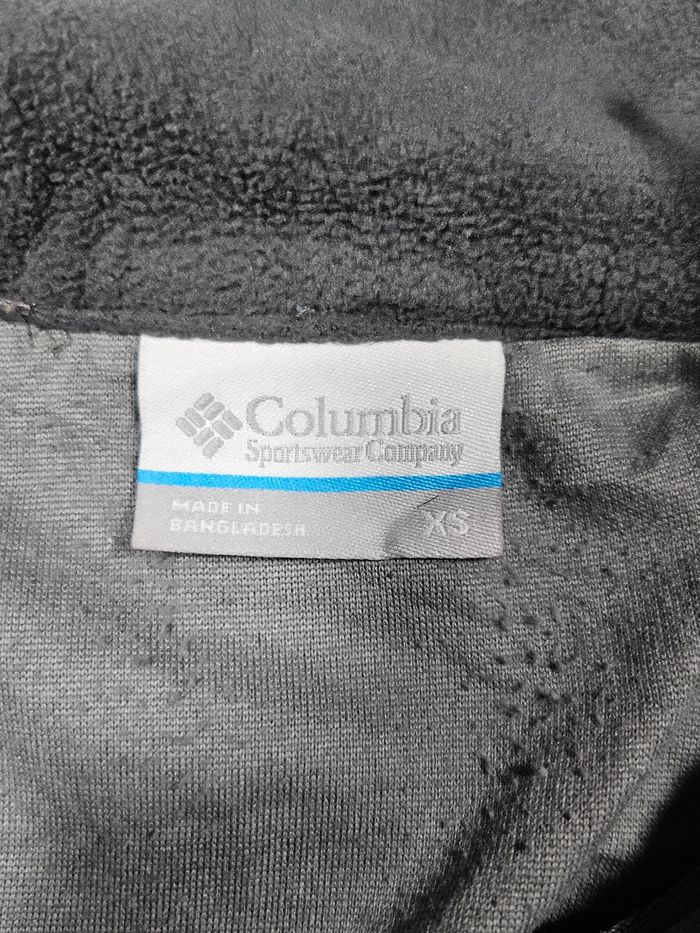 Columbia
Sportswear Company
MADE IN
BANGLADESH
XS